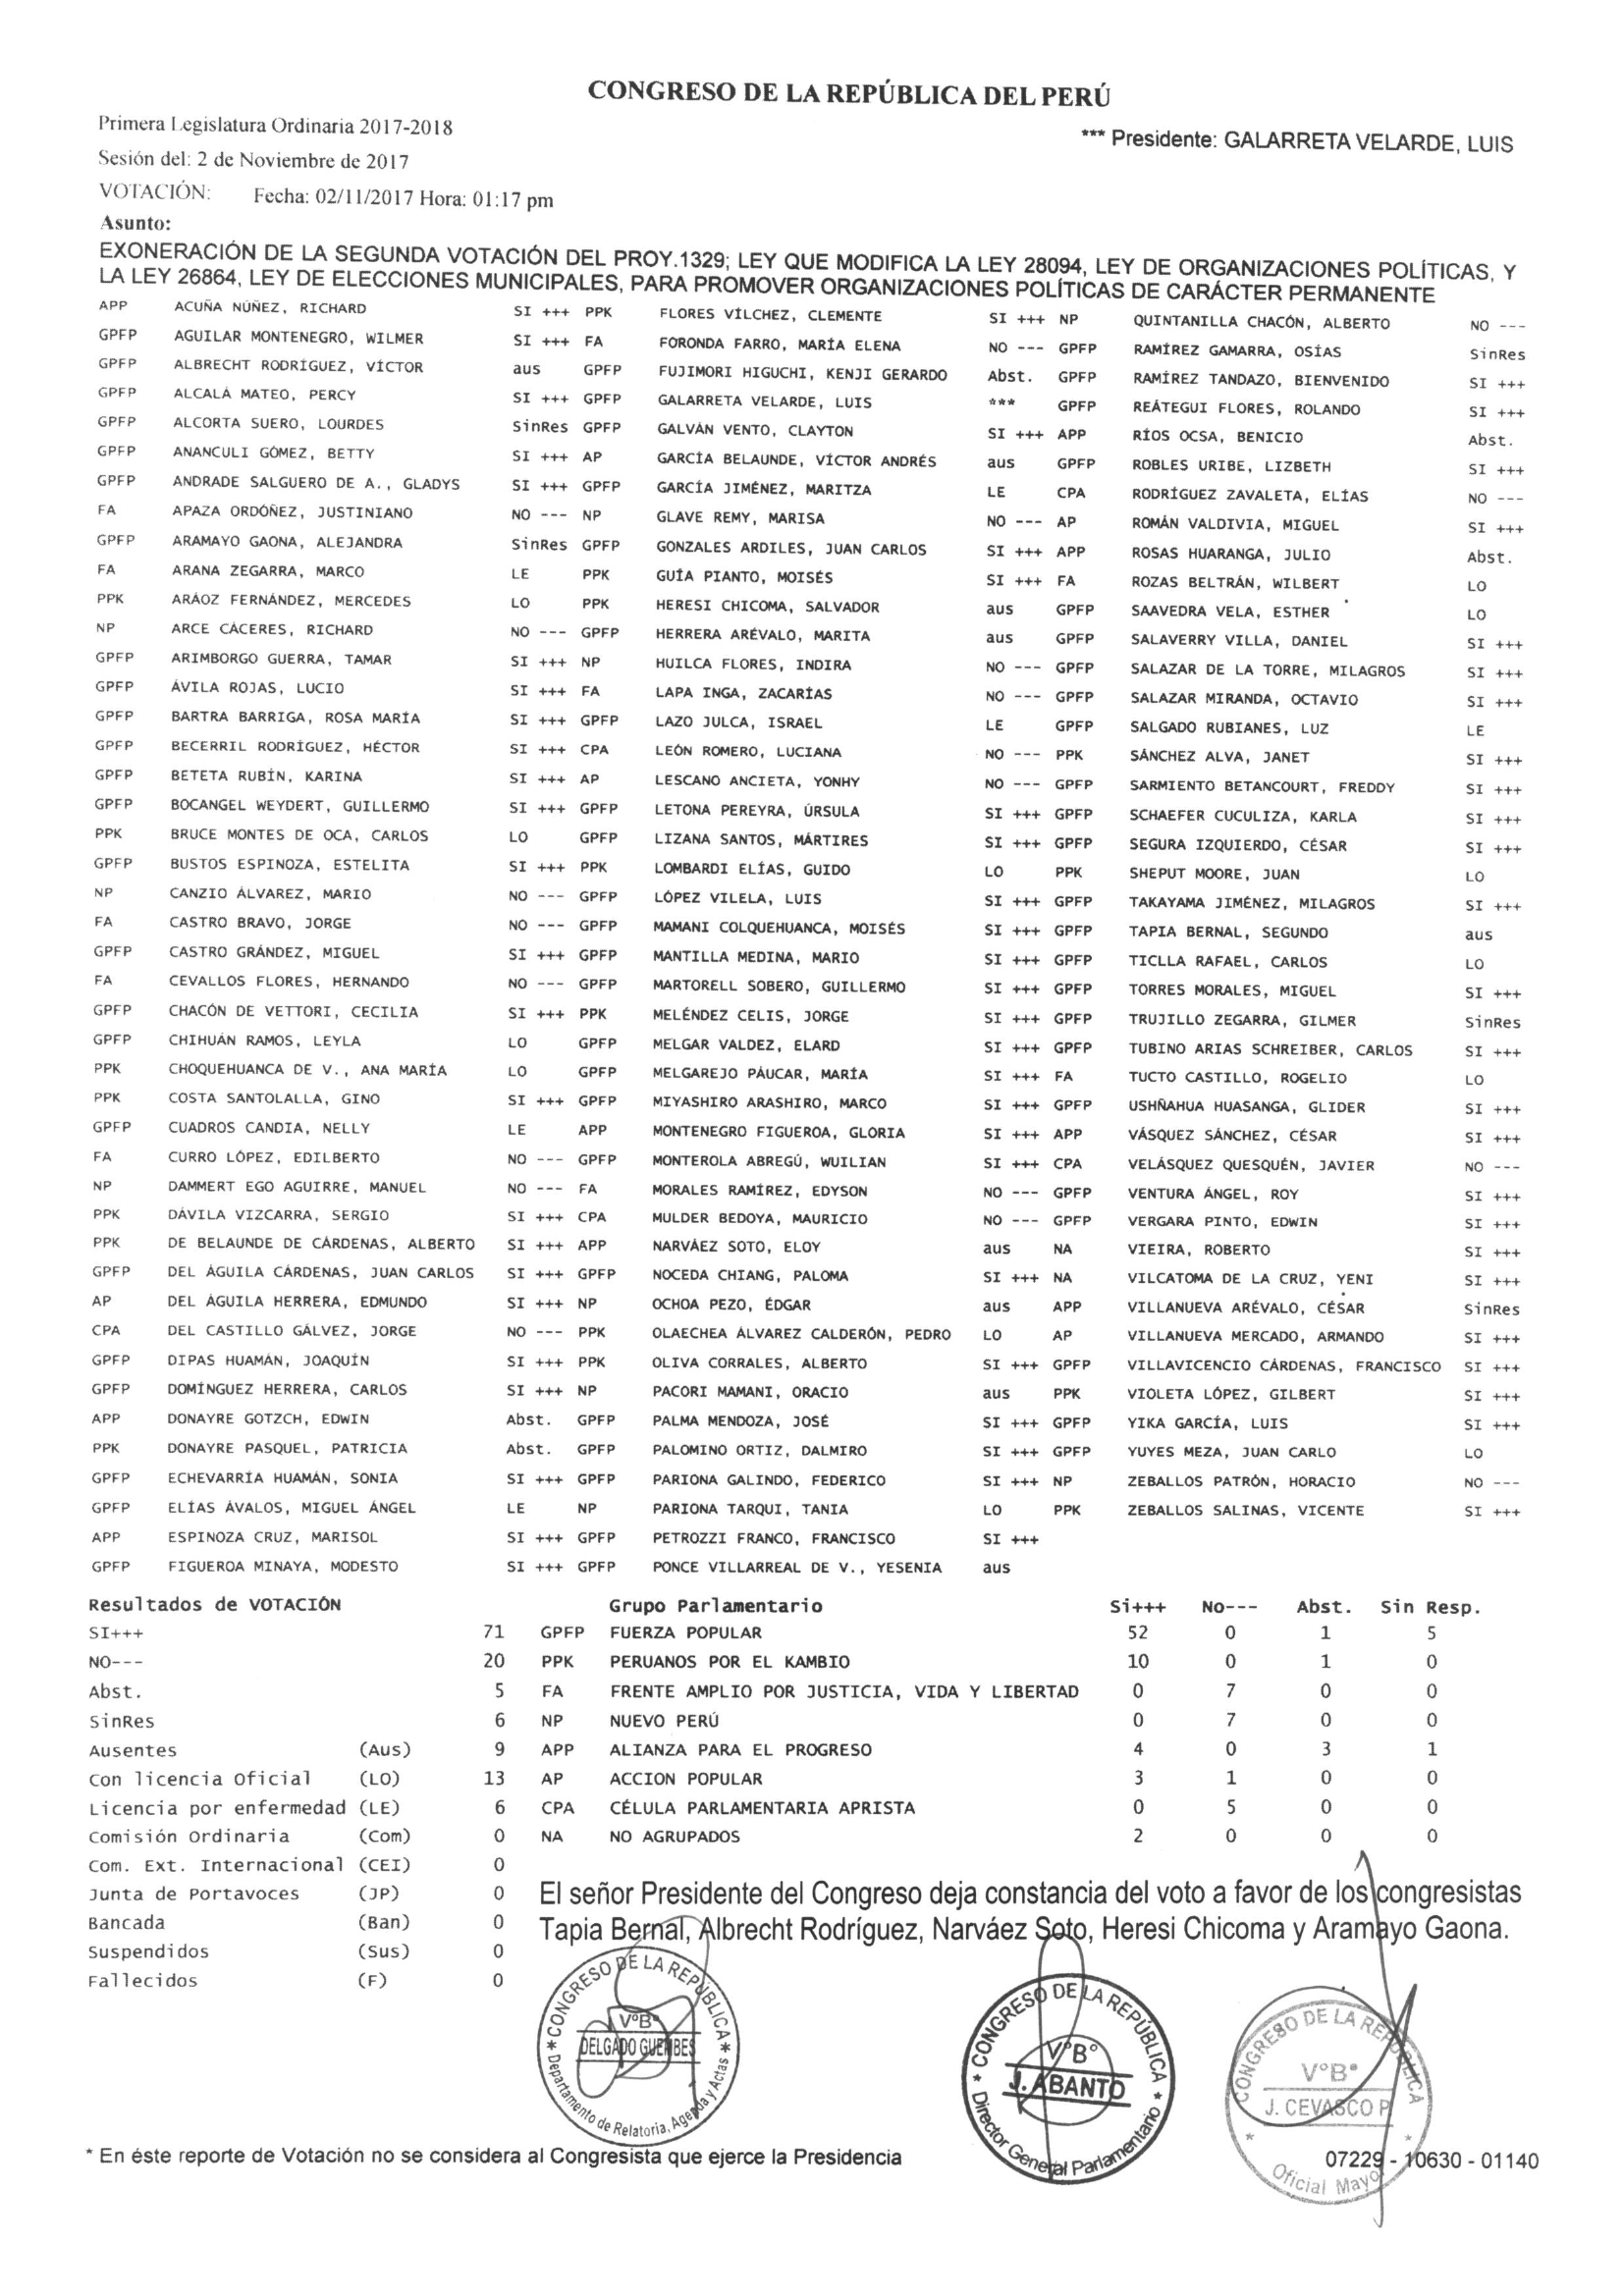 CONGRESO DE LA REPÚBLICA DEL PERÚ
Primera Legislatura Ordinaria 2017-2018
*** Presidente: GALARRETA VELARDE, LUIS
Sesión del: 2 de Noviembre de 2017
VOTACIÓN: Fecha: 02/11/2017 Hora: 01:17 pm
Asunto:
EXONERACIÓN DE LA SEGUNDA VOTACIÓN DEL PROY.1329; LEY QUE MODIFICA LA LEY 28094, LEY DE ORGANIZACIONES POLÍTICAS, Y
LA LEY 26864, LEY DE ELECCIONES MUNICIPALES, PARA PROMOVER ORGANIZACIONES POLÍTICAS DE CARÁCTER PERMANENTE
APP ACUÑA NÚÑEZ, RICHARD SI +++ PPK FLORES VÍLCHEZ, CLEMENTE SI +++ NP QUINTANILLA CHACÓN, ALBERTO NO ---
GPFP AGUILAR MONTENEGRO, WILMER SI +++ FA FORONDA FARRO, MARÍA ELENA NO --- GPFP RAMÍREZ GAMARRA, OSÍAS SinRes
GPFP ALBRECHT RODRÍGUEZ, VÍCTOR aus GPFP FUJIMORI HIGUCHI, KENJI GERARDO Abst. GPFP RAMÍREZ TANDAZO, BIENVENIDO SI +++
GPFP ALCALÁ MATEO, PERCY SI +++ GPFP GALARRETA VELARDE, LUIS *** GPFP REÁTEGUI FLORES, ROLANDO SI +++
GPFP ALCORTA SUERO, LOURDES SinRes GPFP GALVÁN VENTO, CLAYTON SI +++ APP RÍOS OCSA, BENICIO Abst.
GPFP ANANCULI GÓMEZ, BETTY SI +++ AP GARCÍA BELAUNDE, VÍCTOR ANDRÉS aus GPFP ROBLES URIBE, LIZBETH SI +++
GPFP ANDRADE SALGUERO DE A., GLADYS SI +++ GPFP GARCÍA JIMÉNEZ, MARITZA LE CPA RODRÍGUEZ ZAVALETA, ELÍAS NO ---
FA APAZA ORDÓÑEZ, JUSTINIANO NO --- NP GLAVE REMY, MARISA NO --- AP ROMÁN VALDIVIA, MIGUEL SI +++
GPFP ARAMAYO GAONA, ALEJANDRA SinRes GPFP GONZALES ARDILES, JUAN CARLOS SI +++ APP ROSAS HUARANGA, JULIO Abst.
FA ARANA ZEGARRA, MARCO LE PPK GUÍA PIANTO, MOISÉS SI +++ FA ROZAS BELTRÁN, WILBERT LO
PPK ARÁOZ FERNÁNDEZ, MERCEDES LO PPK HERESI CHICOMA, SALVADOR aus GPFP SAAVEDRA VELA, ESTHER LO
NP ARCE CÁCERES, RICHARD NO --- GPFP HERRERA ARÉVALO, MARITA aus GPFP SALAVERRY VILLA, DANIEL SI +++
GPFP ARIMBORGO GUERRA, TAMAR SI +++ NP HUILCA FLORES, INDIRA NO --- GPFP SALAZAR DE LA TORRE, MILAGROS SI +++
GPFP ÁVILA ROJAS, LUCIO SI +++ FA LAPA INGA, ZACARÍAS NO --- GPFP SALAZAR MIRANDA, OCTAVIO SI +++
GPFP BARTRA BARRIGA, ROSA MARÍA SI +++ GPFP LAZO JULCA, ISRAEL LE GPFP SALGADO RUBIANES, LUZ LE
GPFP BECERRIL RODRÍGUEZ, HÉCTOR SI +++ CPA LEÓN ROMERO, LUCIANA NO --- PPK SÁNCHEZ ALVA, JANET SI +++
GPFP BETETA RUBÍN, KARINA SI +++ AP LESCANO ANCIETA, YONHY NO --- GPFP SARMIENTO BETANCOURT, FREDDY SI +++
GPFP BOCANGEL WEYDERT, GUILLERMO SI +++ GPFP LETONA PEREYRA, ÚRSULA SI +++ GPFP SCHAEFER CUCULIZA, KARLA SI +++
PPK BRUCE MONTES DE OCA, CARLOS LO GPFP LIZANA SANTOS, MÁRTIRES SI +++ GPFP SEGURA IZQUIERDO, CÉSAR SI +++
GPFP BUSTOS ESPINOZA, ESTELITA SI +++ PPK LOMBARDI ELÍAS, GUIDO LO PPK SHEPUT MOORE, JUAN LO
NP CANZIO ÁLVAREZ, MARIO NO --- GPFP LÓPEZ VILELA, LUIS SI +++ GPFP TAKAYAMA JIMÉNEZ, MILAGROS SI +++
FA CASTRO BRAVO, JORGE NO --- GPFP MAMANI COLQUEHUANCA, MOISÉS SI +++ GPFP TAPIA BERNAL, SEGUNDO aus
GPFP CASTRO GRÁNDEZ, MIGUEL SI +++ GPFP MANTILLA MEDINA, MARIO SI +++ GPFP TICLLA RAFAEL, CARLOS LO
FA CEVALLOS FLORES, HERNANDO NO --- GPFP MARTORELL SOBERO, GUILLERMO SI +++ GPFP TORRES MORALES, MIGUEL SI +++
GPFP CHACÓN DE VETTORI, CECILIA SI +++ PPK MELÉNDEZ CELIS, JORGE SI +++ GPFP TRUJILLO ZEGARRA, GILMER SinRes
GPFP CHIHUÁN RAMOS, LEYLA LO GPFP MELGAR VALDEZ, ELARD SI +++ GPFP TUBINO ARIAS SCHREIBER, CARLOS SI +++
PPK CHOQUEHUANCA DE V., ANA MARÍA LO GPFP MELGAREJO PÁUCAR, MARÍA SI +++ FA TUCTO CASTILLO, ROGELIO LO
PPK COSTA SANTOLALLA, GINO SI +++ GPFP MIYASHIRO ARASHIRO, MARCO SI +++ GPFP USHÑAHUA HUASANGA, GLIDER SI +++
GPFP CUADROS CANDIA, NELLY LE APP MONTENEGRO FIGUEROA, GLORIA SI +++ APP VÁSQUEZ SÁNCHEZ, CÉSAR SI +++
FA CURRO LÓPEZ, EDILBERTO NO --- GPFP MONTEROLA ABREGÚ, WUILIAN SI +++ CPA VELÁSQUEZ QUESQUÉN, JAVIER NO ---
NP DAMMERT EGO AGUIRRE, MANUEL NO --- FA MORALES RAMÍREZ, EDYSON NO --- GPFP VENTURA ÁNGEL, ROY SI +++
PPK DÁVILA VIZCARRA, SERGIO SI +++ CPA MULDER BEDOYA, MAURICIO NO --- GPFP VERGARA PINTO, EDWIN SI +++
PPK DE BELAUNDE DE CÁRDENAS, ALBERTO SI +++ APP NARVÁEZ SOTO, ELOY aus NA VIEIRA, ROBERTO SI +++
GPFP DEL ÁGUILA CÁRDENAS, JUAN CARLOS SI +++ GPFP NOCEDA CHIANG, PALOMA SI +++ NA VILCATOMA DE LA CRUZ, YENI SI +++
AP DEL ÁGUILA HERRERA, EDMUNDO SI +++ NP OCHOA PEZO, ÉDGAR aus APP VILLANUEVA ARÉVALO, CÉSAR SinRes
CPA DEL CASTILLO GÁLVEZ, JORGE NO --- PPK OLAECHEA ÁLVAREZ CALDERÓN, PEDRO LO AP VILLANUEVA MERCADO, ARMANDO SI +++
GPFP DIPAS HUAMÁN, JOAQUÍN SI +++ PPK OLIVA CORRALES, ALBERTO SI +++ GPFP VILLAVICENCIO CÁRDENAS, FRANCISCO SI +++
GPFP DOMÍNGUEZ HERRERA, CARLOS SI +++ NP PACORI MAMANI, ORACIO aus PPK VIOLETA LÓPEZ, GILBERT SI +++
APP DONAYRE GOTZCH, EDWIN Abst. GPFP PALMA MENDOZA, JOSÉ SI +++ GPFP YIKA GARCÍA, LUIS SI +++
PPK DONAYRE PASQUEL, PATRICIA Abst. GPFP PALOMINO ORTIZ, DALMIRO SI +++ GPFP YUYES MEZA, JUAN CARLO LO
GPFP ECHEVARRÍA HUAMÁN, SONIA SI +++ GPFP PARIONA GALINDO, FEDERICO SI +++ NP ZEBALLOS PATRÓN, HORACIO NO ---
GPFP ELÍAS ÁVALOS, MIGUEL ÁNGEL LE NP PARIONA TARQUI, TANIA LO PPK ZEBALLOS SALINAS, VICENTE SI +++
APP ESPINOZA CRUZ, MARISOL SI +++ GPFP PETROZZI FRANCO, FRANCISCO SI +++
GPFP FIGUEROA MINAYA, MODESTO SI +++ GPFP PONCE VILLARREAL DE V., YESENIA aus
Resultados de VOTACIÓN Grupo Parlamentario Si+++ No--- Abst. Sin Resp.
SI+++ 71 GPFP FUERZA POPULAR 52 0 1 5
NO--- 20 PPK PERUANOS POR EL KAMBIO 10 0 1 0
Abst. 5 FA FRENTE AMPLIO POR JUSTICIA, VIDA Y LIBERTAD 0 7 0 0
SinRes 6 NP NUEVO PERÚ 0 7 0 0
Ausentes (Aus) 9 APP ALIANZA PARA EL PROGRESO 4 0 3 1
Con licencia Oficial (LO) 13 AP ACCION POPULAR 3 1 0 0
Licencia por enfermedad (LE) 6 CPA CÉLULA PARLAMENTARIA APRISTA 0 5 0 0
Comisión Ordinaria (Com) 0 NA NO AGRUPADOS 2 0 0 0
Com. Ext. Internacional (CEI) 0
Junta de Portavoces (JP) 0
Bancada (Ban) 0
Suspendidos (Sus) 0
Fallecidos (F) 0
El señor Presidente del Congreso deja constancia del voto a favor de los congresistas
Tapia Bernal, Albrecht Rodríguez, Narváez Soto, Heresi Chicoma y Aramayo Gaona.
*CONGRESO DE LA REPÚBLICA*
V°B°
DELGADO GUEMBES
Departamento de Relatoría, Agenda y Actas
* CONGRESO DE LA REPÚBLICA *
V°B°
J. ABANTO
Director General Parlamentario
* CONGRESO DE LA REPÚBLICA *
V°B°
J. CEVASCO P.
Oficial Mayor
* En éste reporte de Votación no se considera al Congresista que ejerce la Presidencia
07229 - 10630 - 01140